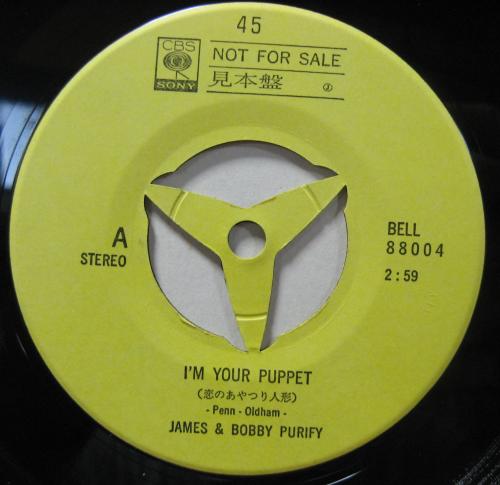 45
CBS
SONY
NOT FOR SALE
見本盤
J
A
STEREO
BELL
88004
2:59
I'M YOUR PUPPET
(恋のあやつり人形)
- Penn - Oldham -
JAMES & BOBBY PURIFY